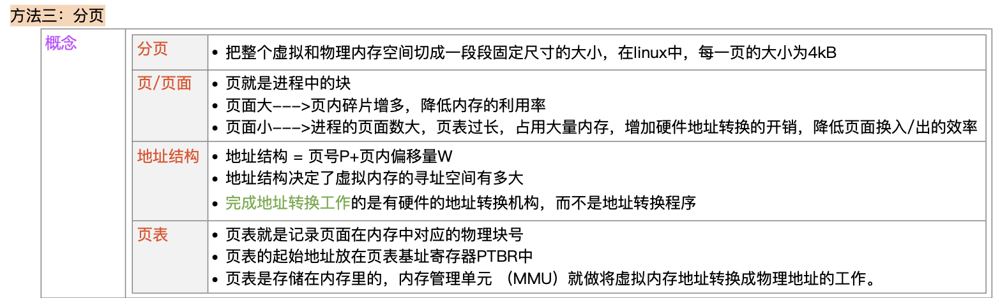 方法三：分页
概念
分页
• 把整个虚拟和物理内存空间切成一段段固定尺寸的大小，在linux中，每一页的大小为4kB
页/页面
• 页就是进程中的块
• 页面大--->页内碎片增多，降低内存的利用率
• 页面小--->进程的页面数大，页表过长，占用大量内存，增加硬件地址转换的开销，降低页面换入/出的效率
地址结构
• 地址结构 = 页号P+页内偏移量W
• 地址结构决定了虚拟内存的寻址空间有多大
• 完成地址转换工作的是有硬件的地址转换机构，而不是地址转换程序
页表
• 页表就是记录页面在内存中对应的物理块号
• 页表的起始地址放在页表基址寄存器PTBR中
• 页表是存储在内存里的，内存管理单元 （MMU）就做将虚拟内存地址转换成物理地址的工作。